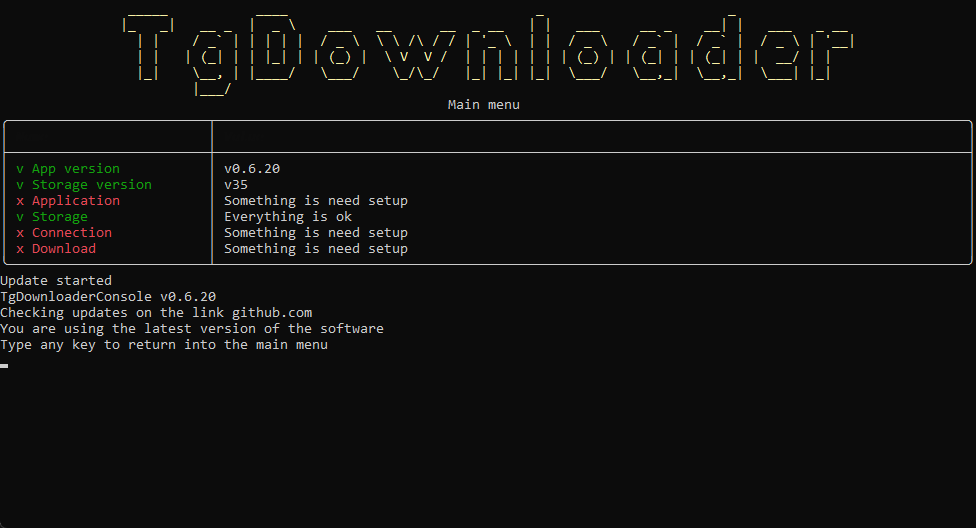 TgDownloader
Main menu
v App version v0.6.20
v Storage version v35
x Application Something is need setup
v Storage Everything is ok
x Connection Something is need setup
x Download Something is need setup
Update started
TgDownloaderConsole v0.6.20
Checking updates on the link github.com
You are using the latest version of the software
Type any key to return into the main menu